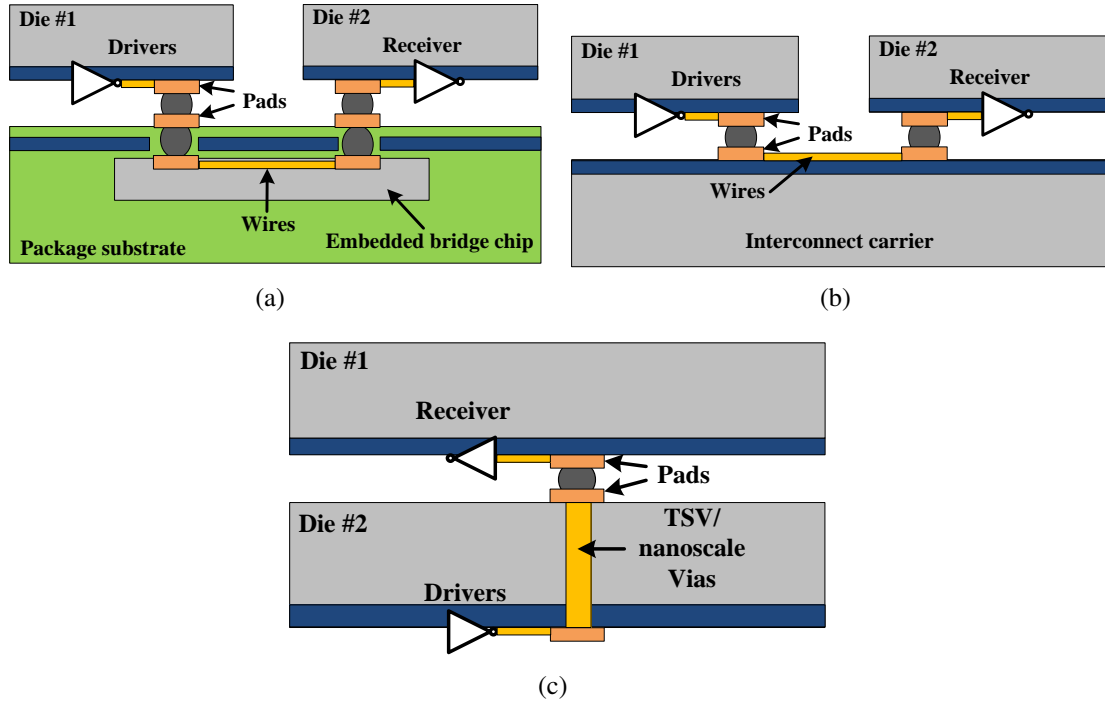 Die #1
Drivers
Die #2
Receiver
Pads
Wires
Embedded bridge chip
Package substrate
(a)
Die #1
Drivers
Die #2
Receiver
Pads
Wires
Interconnect carrier
(b)
Die #1
Receiver
Pads
Die #2
TSV/
nanoscale
Vias
Drivers
(c)